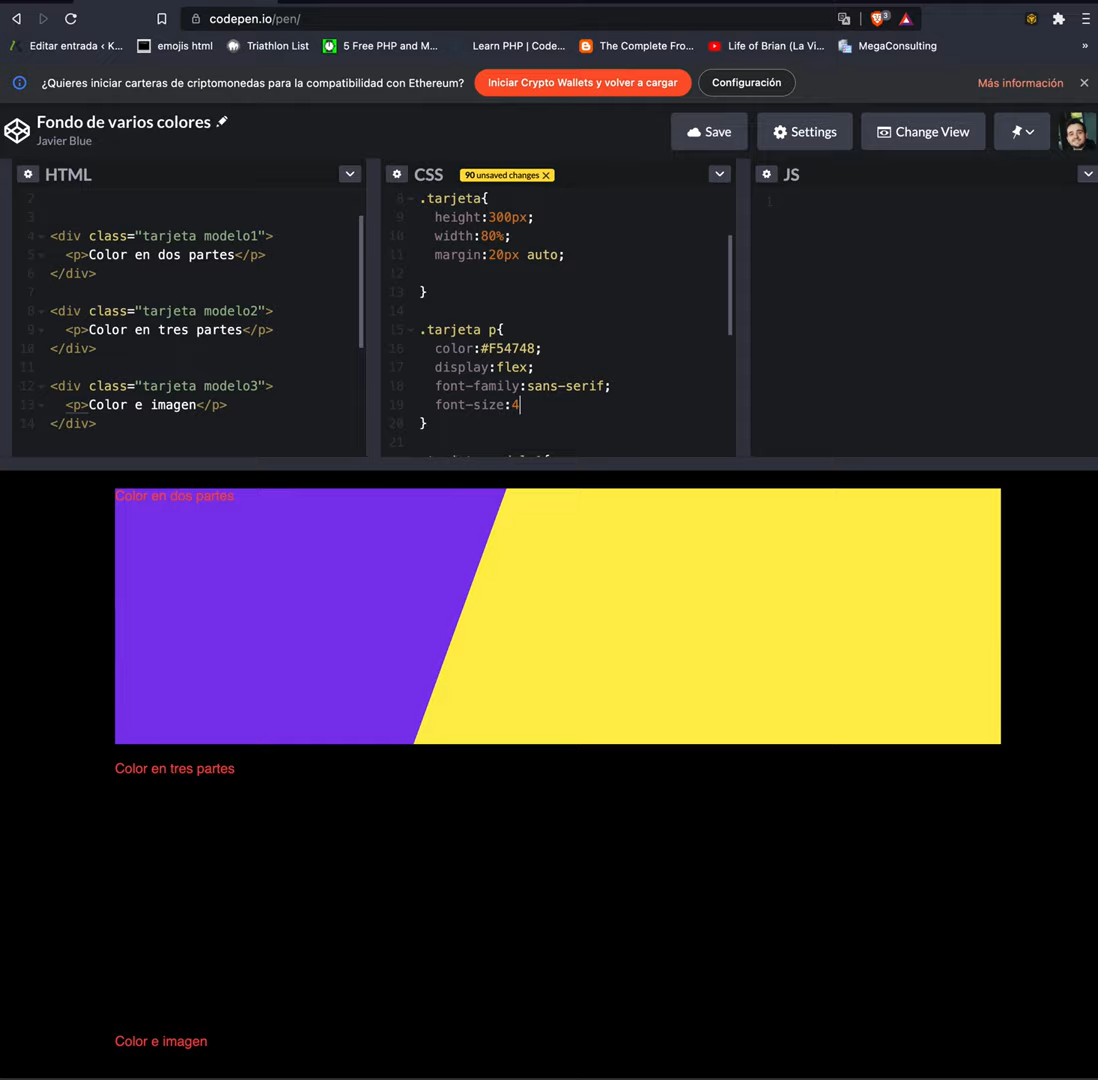 codepen.io/pen/
3
Editar entrada ‹ K...
emojis html
Triathlon List
5 Free PHP and M...
Learn PHP | Code...
The Complete Fro...
Life of Brian (La Vi...
MegaConsulting
»
¿Quieres iniciar carteras de criptomonedas para la compatibilidad con Ethereum?
Iniciar Crypto Wallets y volver a cargar
Configuración
Más información
Fondo de varios colores
Javier Blue
Save
Settings
Change View
HTML
2
3
4 <div class="tarjeta modelo1">
5 <p>Color en dos partes</p>
6 </div>
7
8 <div class="tarjeta modelo2">
9 <p>Color en tres partes</p>
10 </div>
11
12 <div class="tarjeta modelo3">
13 <p>Color e imagen</p>
14 </div>
CSS
90 unsaved changes X
8 .tarjeta{
9 height:300px;
10 width:80%;
11 margin:20px auto;
12
13 }
14
15 .tarjeta p{
16 color:#F54748;
17 display:flex;
18 font-family:sans-serif;
19 font-size:4
20 }
21
JS
1
Color en dos partes
Color en tres partes
Color e imagen